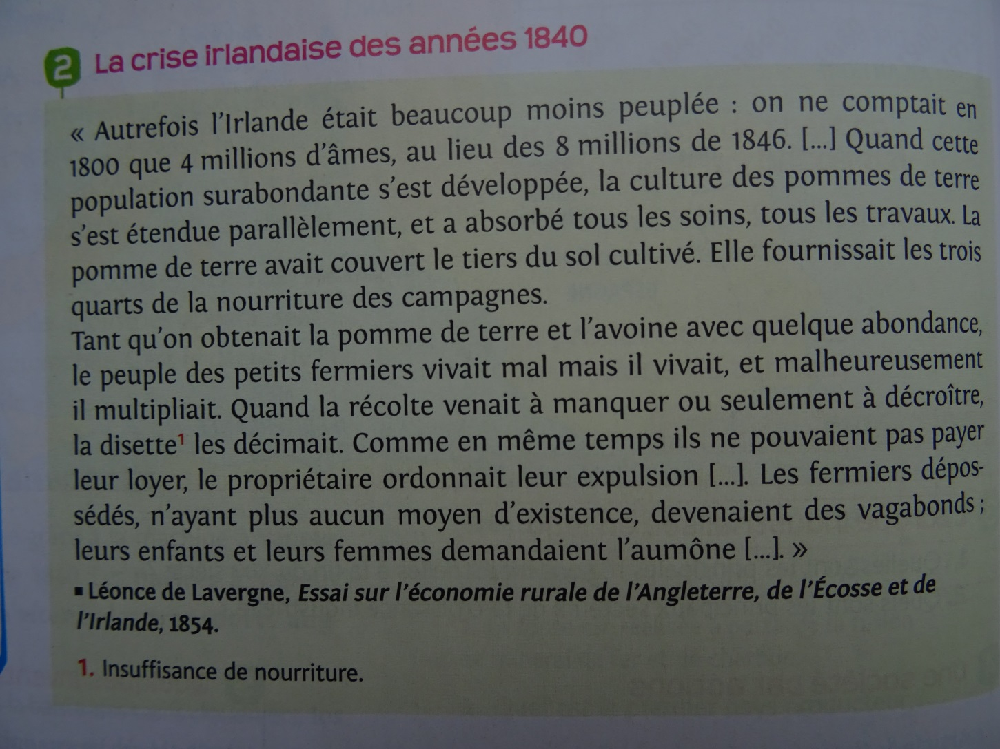 2 La crise irlandaise des années 1840
« Autrefois l'Irlande était beaucoup moins peuplée : on ne comptait en
1800 que 4 millions d'âmes, au lieu des 8 millions de 1846. [...] Quand cette
population surabondante s'est développée, la culture des pommes de terre
s'est étendue parallèlement, et a absorbé tous les soins, tous les travaux. La
pomme de terre avait couvert le tiers du sol cultivé. Elle fournissait les trois
quarts de la nourriture des campagnes.
Tant qu'on obtenait la pomme de terre et l'avoine avec quelque abondance,
le peuple des petits fermiers vivait mal mais il vivait, et malheureusement
il multipliait. Quand la récolte venait à manquer ou seulement à décroître,
la disette¹ les décimait. Comme en même temps ils ne pouvaient pas payer
leur loyer, le propriétaire ordonnait leur expulsion [...]. Les fermiers dépos-
sédés, n'ayant plus aucun moyen d'existence, devenaient des vagabonds ;
leurs enfants et leurs femmes demandaient l'aumône [...]. »
▪ Léonce de Lavergne, Essai sur l'économie rurale de l'Angleterre, de l'Écosse et de
l'Irlande, 1854.
1. Insuffisance de nourriture.